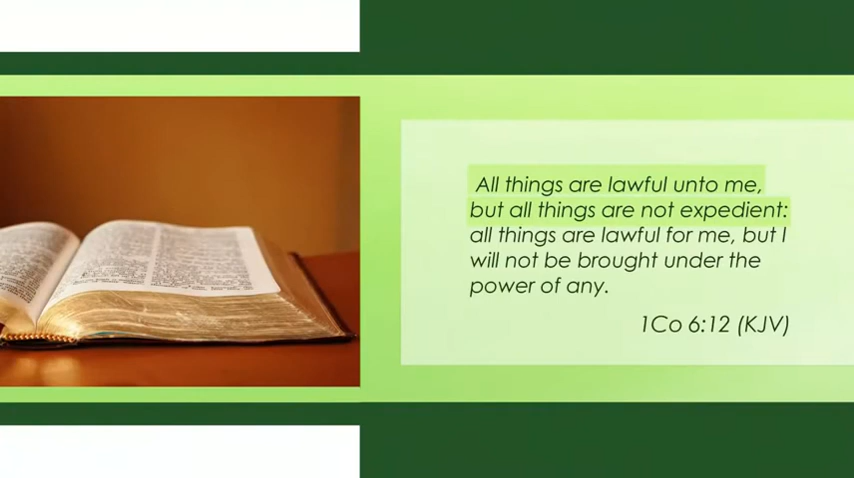 All things are lawful unto me,
but all things are not expedient:
all things are lawful for me, but I
will not be brought under the
power of any.
1Co 6:12 (KJV)